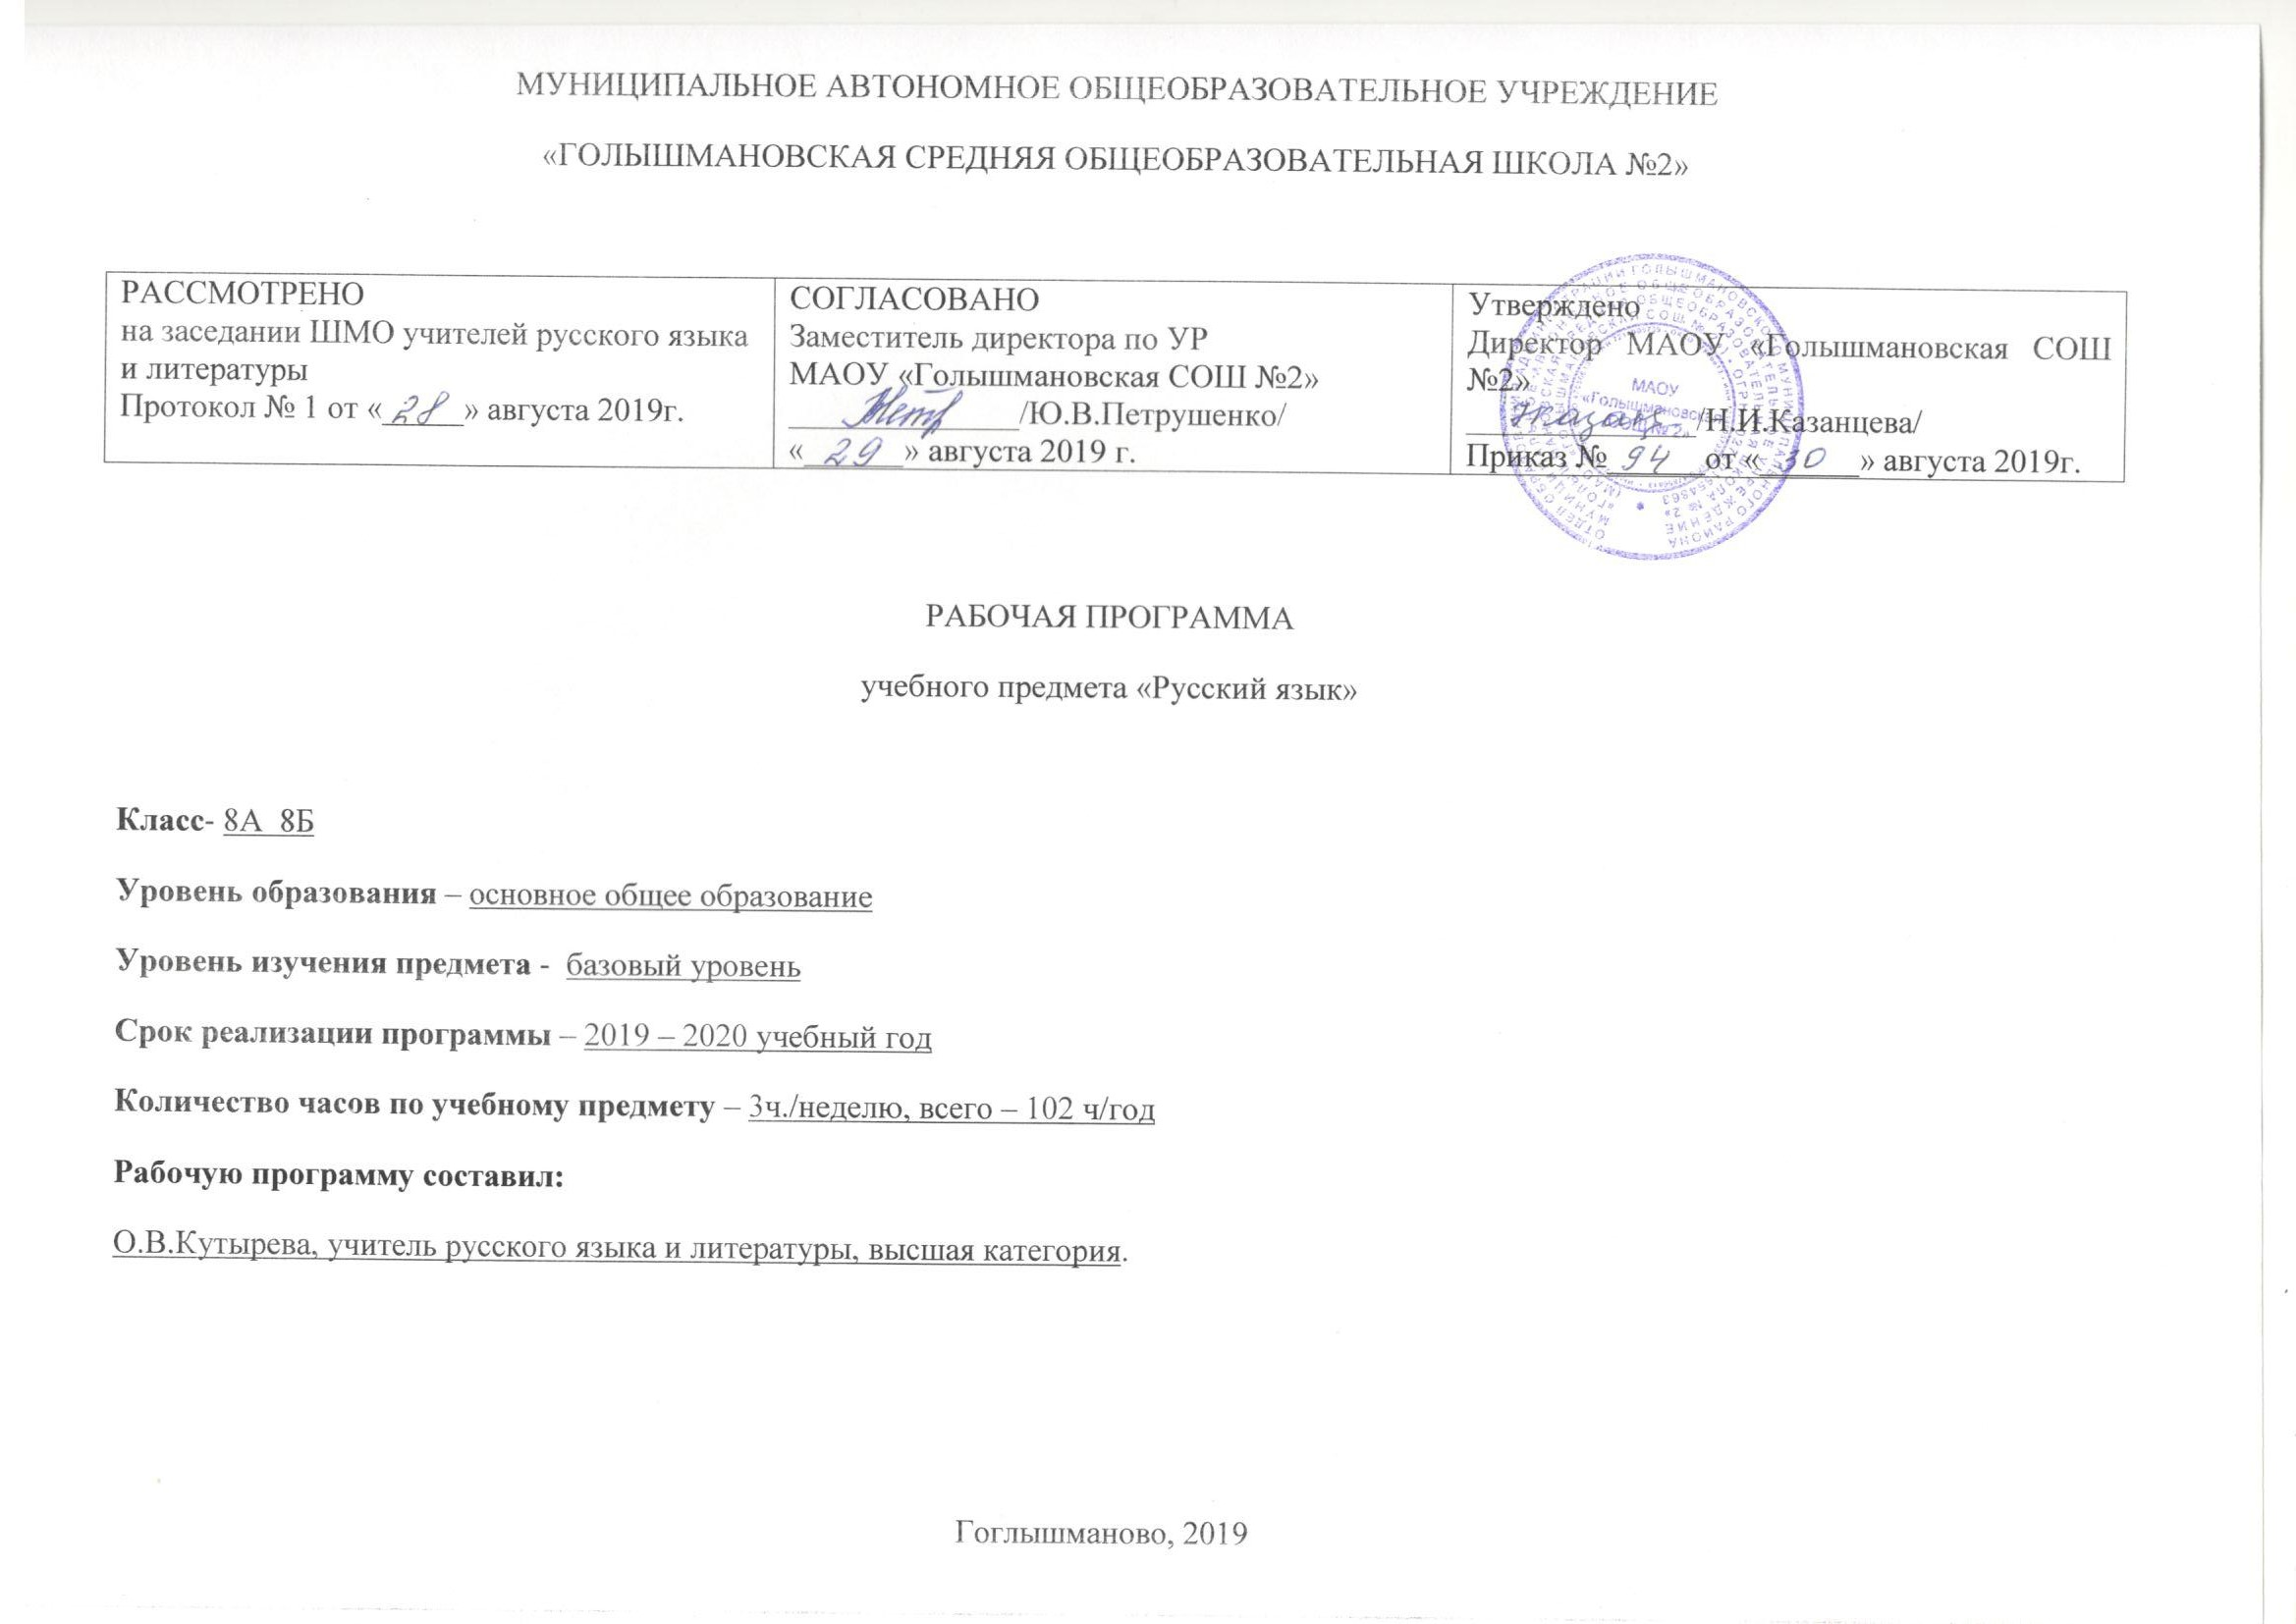 МУНИЦИПАЛЬНОЕ АВТОНОМНОЕ ОБЩЕОБРАЗОВАТЕЛЬНОЕ УЧРЕЖДЕНИЕ
«ГОЛЫШМАНОВСКАЯ СРЕДНЯЯ ОБЩЕОБРАЗОВАТЕЛЬНАЯ ШКОЛА №2»
РАССМОТРЕНО
на заседании ШМО учителей русского языка
и литературы
Протокол № 1 от «28» августа 2019г.
СОГЛАСОВАНО
Заместитель директора по УР
МАОУ «Голышмановская СОШ №2»
/Ю.В.Петрушенко/
«29» августа 2019 г.
Утверждено
Директор МАОУ «Голышмановская СОШ
№2»
/Н.И.Казанцева/
Приказ № 94 от «30» августа 2019г.
МАОУ
«Голышмановская
СОШ № 2»
РАБОЧАЯ ПРОГРАММА
учебного предмета «Русский язык»
Класс- 8А 8Б
Уровень образования – основное общее образование
Уровень изучения предмета - базовый уровень
Срок реализации программы – 2019 – 2020 учебный год
Количество часов по учебному предмету – 3ч./неделю, всего – 102 ч/год
Рабочую программу составил:
О.В.Кутырева, учитель русского языка и литературы, высшая категория.
Гоглышманово, 2019